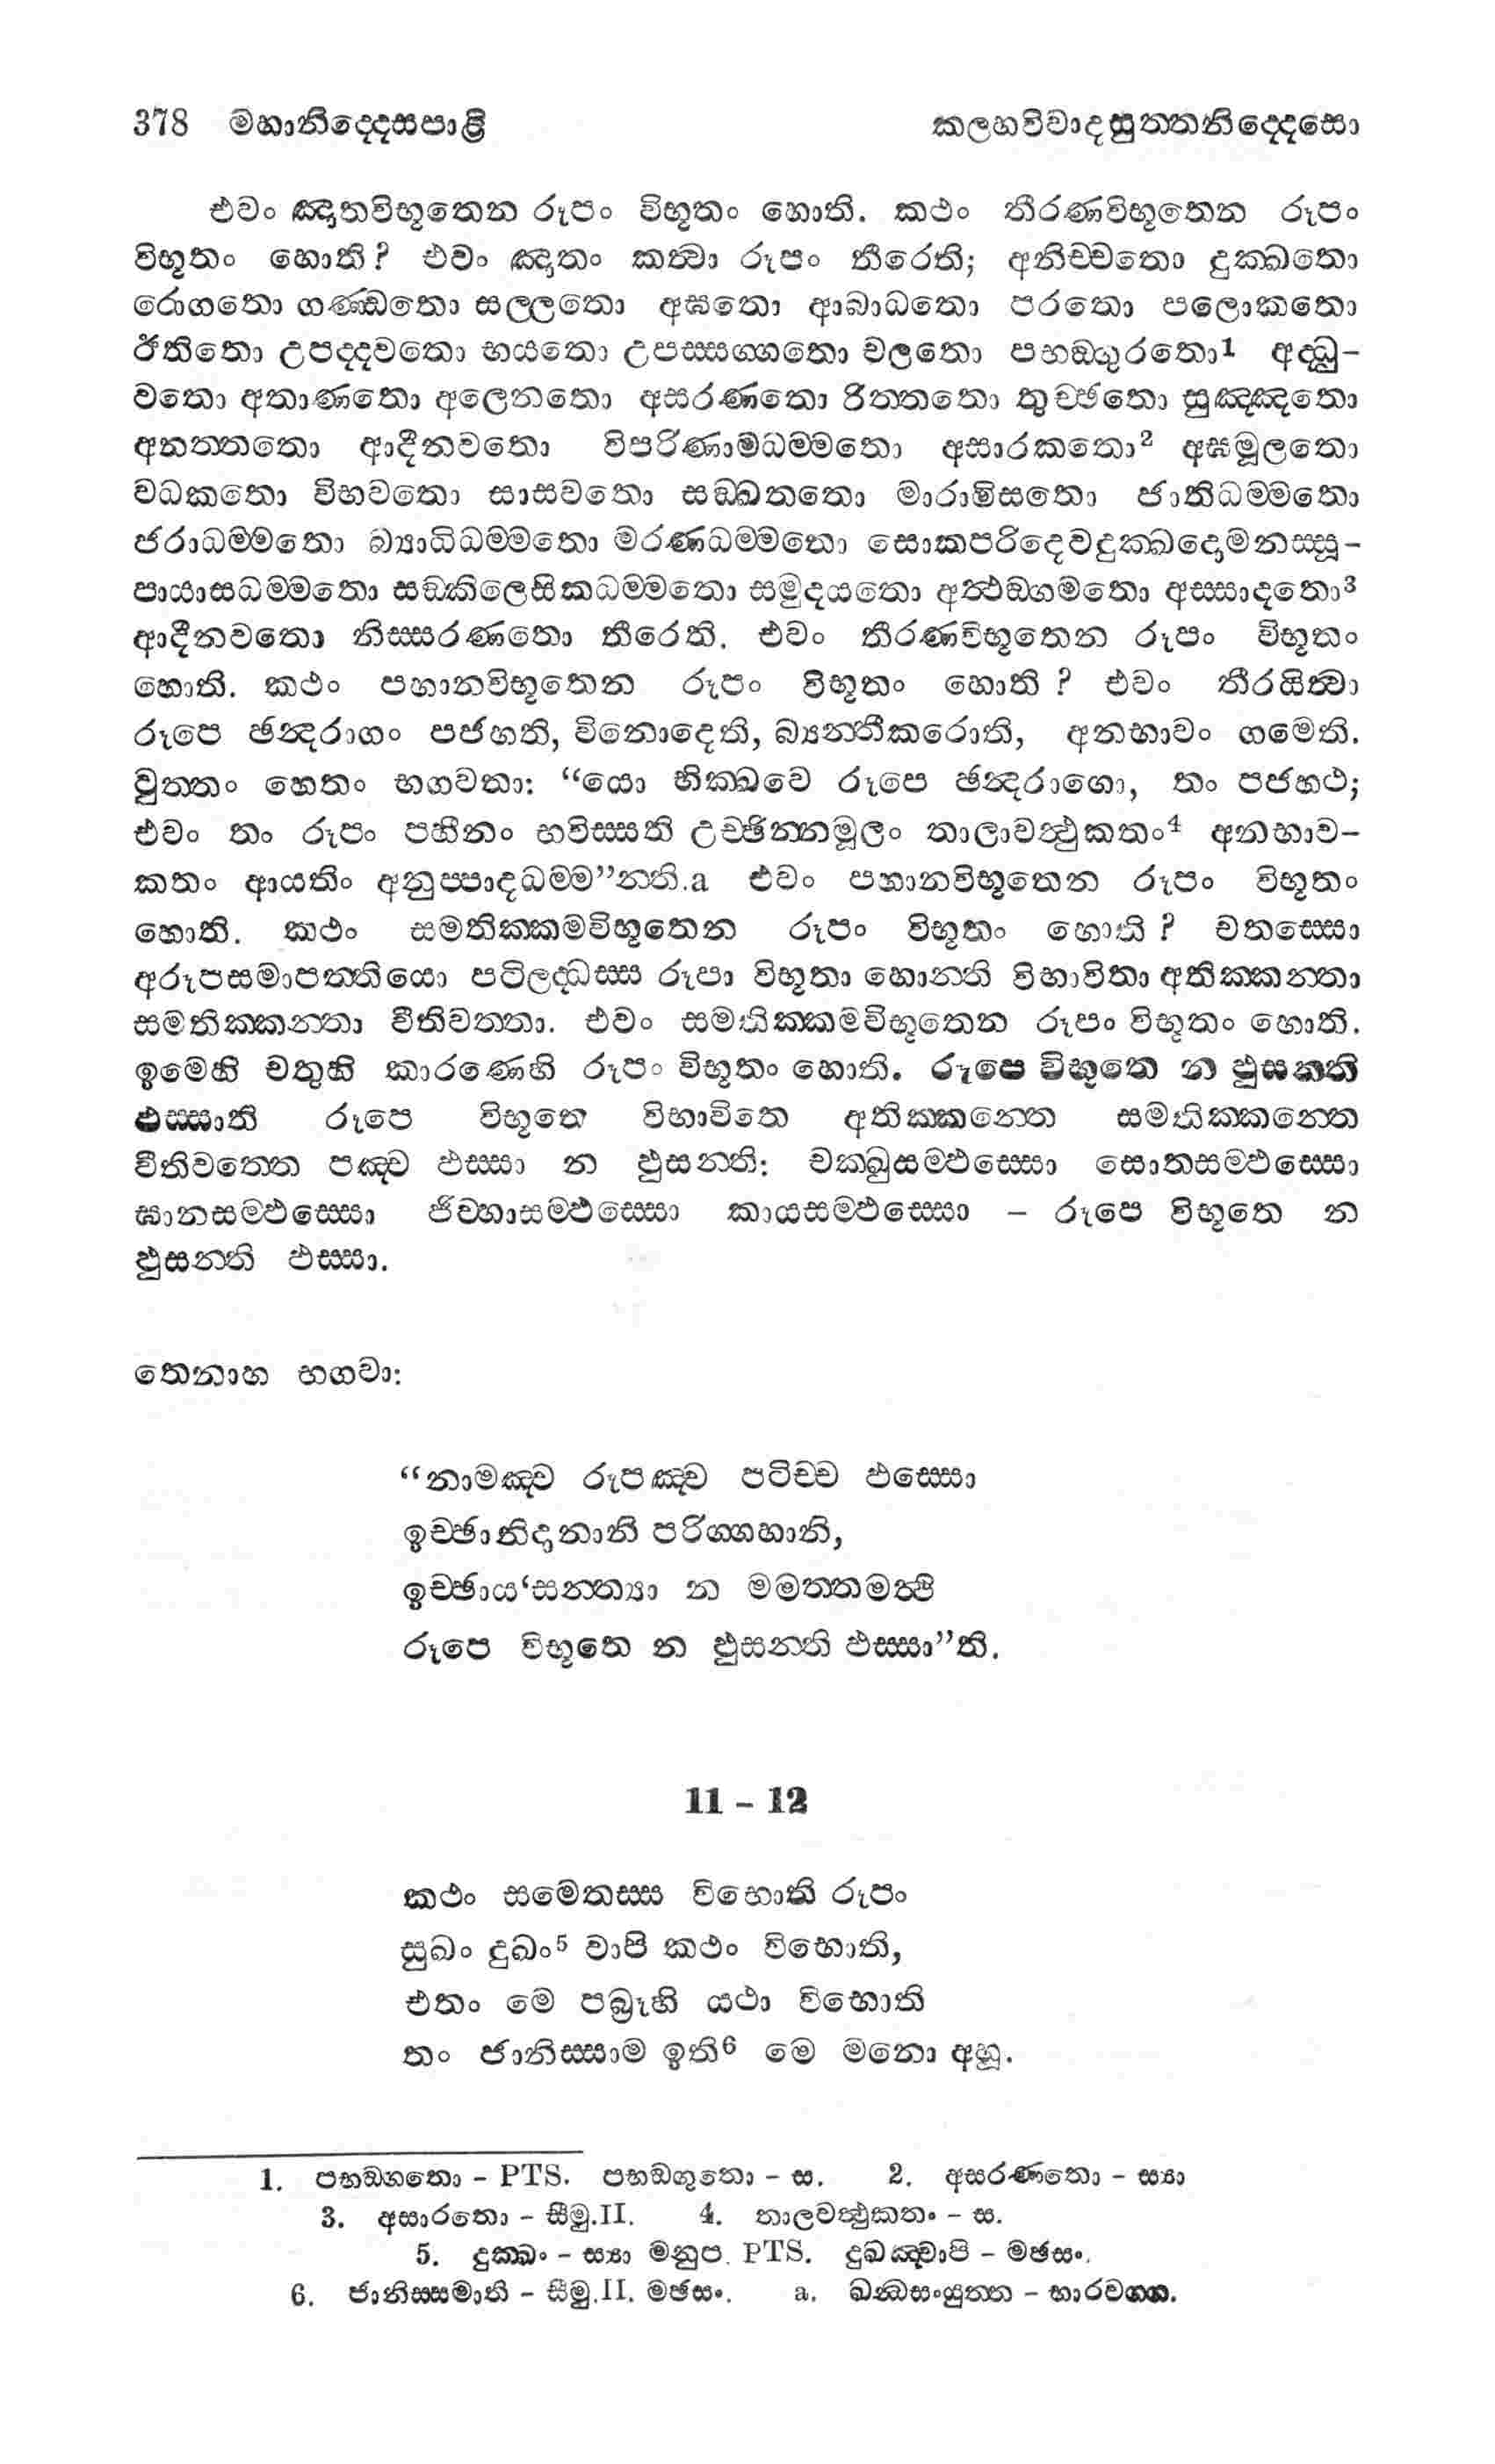 378 මහානිද්දෙසපාළි කලහවිවාදසුත්තනිද්දෙසො
එවං ඤාතවිභූතෙන රූපං විභූතං හොති. කථං තීරණවිභූතෙන රූපං
විභූතං හොති? එවං ඤාතං කත්වා රූපං තීරෙති; අනිච්චතො දුක්ඛතො
රොගතො ගණ්ඩතො සල්ලතො අඝතො ආබාධතො පරතො පලොකතො
ඊතිතො උපද්දවතො භයතො උපස්සග්ගතො චලතො පභඞ්ගුරතො1 අද්ධු-
වතො අතාණතො අලෙනතො අසරණතො රිත්තතො තුච්ඡතො සුඤ්ඤතො
අනත්තතො ආදීනවතො විපරිණාමධම්මතො අසාරකතො2 අඝමූලතො
වධකතො විභවතො සාසවතො සඞ්ඛතතො මාරාමිසතො ජාතිධම්මතො
ජරාධම්මතො බ්‍යාධිධම්මතො මරණධම්මතො සොකපරිදෙවදුක්ඛදොමනස්සූ-
පායාසධම්මතො සඞ්කිලෙසිකධම්මතො සමුදයතො අත්ථඞ්ගමතො අස්සාදතො3
ආදීනවතො නිස්සරණතො තීරෙති. එවං තීරණවිභූතෙන රූපං විභූතං
හොති. කථං පහානවිභූතෙන රූපං විභූතං හොති ? එවං තීරයිත්වා
රූපෙ ඡන්දරාගං පජහති, විනොදෙති, බ්‍යන්තීකරොති, අනභාවං ගමෙති.
වුත්තං හෙතං භගවතා: “යො භික්ඛවෙ රූපෙ ඡන්දරාගො, තං පජහථ;
එවං තං රූපං පහීනං භවිස්සති උච්ඡින්නමූලං තාලාවත්ථුකතං4 අනභාව-
කතං ආයතිං අනුප්පාදධම්ම”න්ති.a එවං පහානවිභූතෙන රූපං විභූතං
හොති. කථං සමතික්කමවිභූතෙන රූපං විභූතං හොති ? චතස්සො
අරූපසමාපත්තියො පටිලද්ධස්ස රූපා විභූතා හොන්ති විභාවිතා අතික්කන්තා
සමතික්කන්තා වීතිවත්තා. එවං සමතික්කමවිභූතෙන රූපං විභූතං හොති.
ඉමෙහි චතුහි කාරණෙහි රූපං විභූතං හොති. රූපෙ විභූතෙ න ඵුසන්ති
ඵස්සාති රූපෙ විභූතෙ විභාවිතෙ අතික්කන්තෙ සමතික්කන්තෙ
වීතිවත්තෙ පඤ්ච ඵස්සා න ඵුසන්ති: චක්ඛුසම්ඵස්සො සොතසම්ඵස්සො
ඝානසම්ඵස්සො ජිව්හාසම්ඵස්සො කායසම්ඵස්සො – රූපෙ විභූතෙ න
ඵුසන්ති ඵස්සා.
තෙනාහ භගවා:
“නාමඤ්ච රූපඤ්ච පටිච්ච ඵස්සො
ඉච්ඡානිදානානි පරිග්ගහානි,
ඉච්ඡාය‘සන්ත්‍යා න මමත්තමත්ථි
රූපෙ විභූතෙ න ඵුසන්ති ඵස්සා”ති.
11 – 12
කථං සමෙතස්ස විභොති රූපං
සුඛං දුඛං5 වාපි කථං විභොති,
එතං මෙ පබ්‍රූහි යථා විභොති
තං ජානිස්සාම ඉති6 මෙ මනො අහූ.
1. පභඞ්ගතො – PTS. පභඞ්ගුතො – ස. 2. අසරණතො – ස්‍යා
3. අසාරතො – සීමු.II. 4. තාලවත්ථුකතං – ස.
5. දුක්ඛං – ස්‍යා මනුප. PTS. දුඛඤ්චාපි – මඡසං.
6. ජානිස්සමාති – සීමු.II. මඡසං. a. ඛන්ධසංයුත්ත – භාරවග්ග.